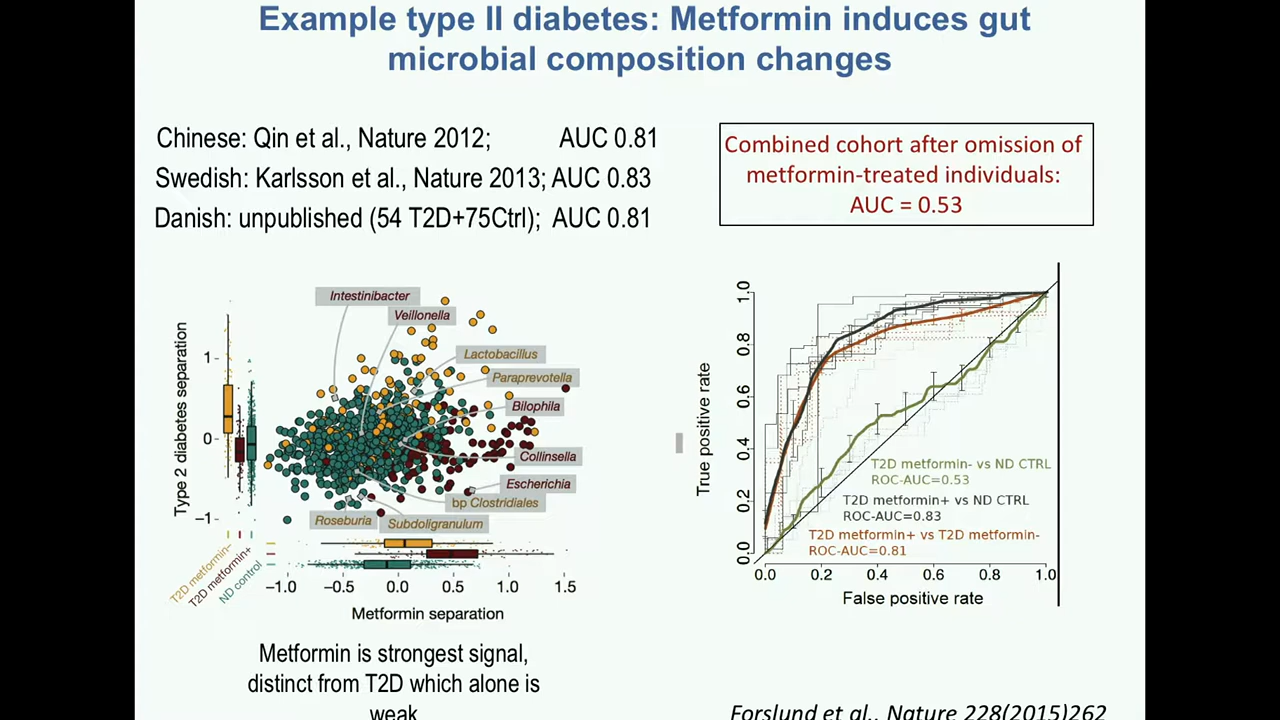 Example type II diabetes: Metformin induces gut
microbial composition changes
Chinese: Qin et al., Nature 2012; AUC 0.81
Swedish: Karlsson et al., Nature 2013; AUC 0.83
Danish: unpublished (54 T2D+75Ctrl); AUC 0.81
Combined cohort after omission of
metformin-treated individuals:
AUC = 0.53
Type 2 diabetes separation
1
0
−1
Intestinibacter
Veillonella
Lactobacillus
Paraprevotella
Bilophila
Collinsella
Escherichia
bp Clostridiales
Roseburia
Subdoligranulum
T2D metformin-
T2D metformin+
ND control
−1.0 −0.5 0.0 0.5 1.0 1.5
Metformin separation
True positive rate
1.0
0.8
0.6
0.4
0.2
0.0
T2D metformin- vs ND CTRL
ROC-AUC=0.53
T2D metformin+ vs ND CTRL
ROC-AUC=0.83
T2D metformin+ vs T2D metformin-
ROC-AUC=0.81
0.0 0.2 0.4 0.6 0.8 1.0
False positive rate
Metformin is strongest signal,
distinct from T2D which alone is
weak
Forslund et al., Nature 228(2015)262